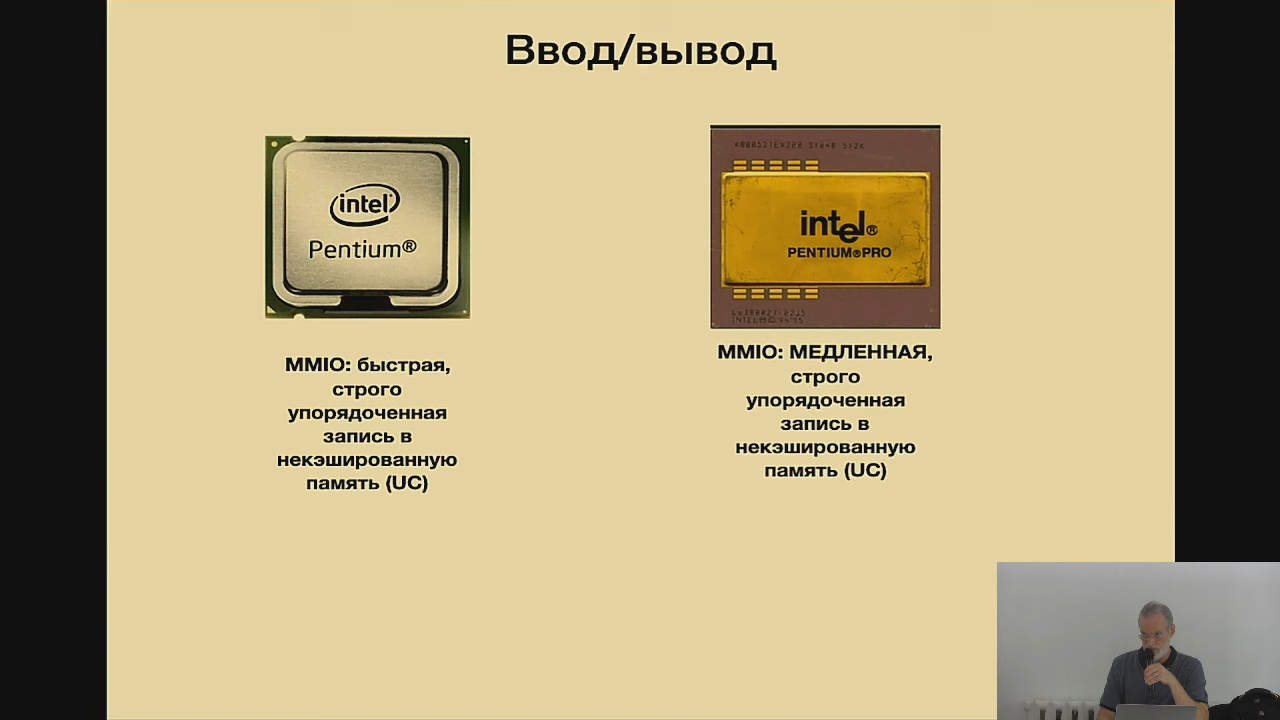 Ввод/вывод
intel®
Pentium®
MMIO: быстрая,
строго
упорядоченная
запись в
некэшированную
память (UC)
intel®
PENTIUM®PRO
MMIO: МЕДЛЕННАЯ,
строго
упорядоченная
запись в
некэшированную
память (UC)